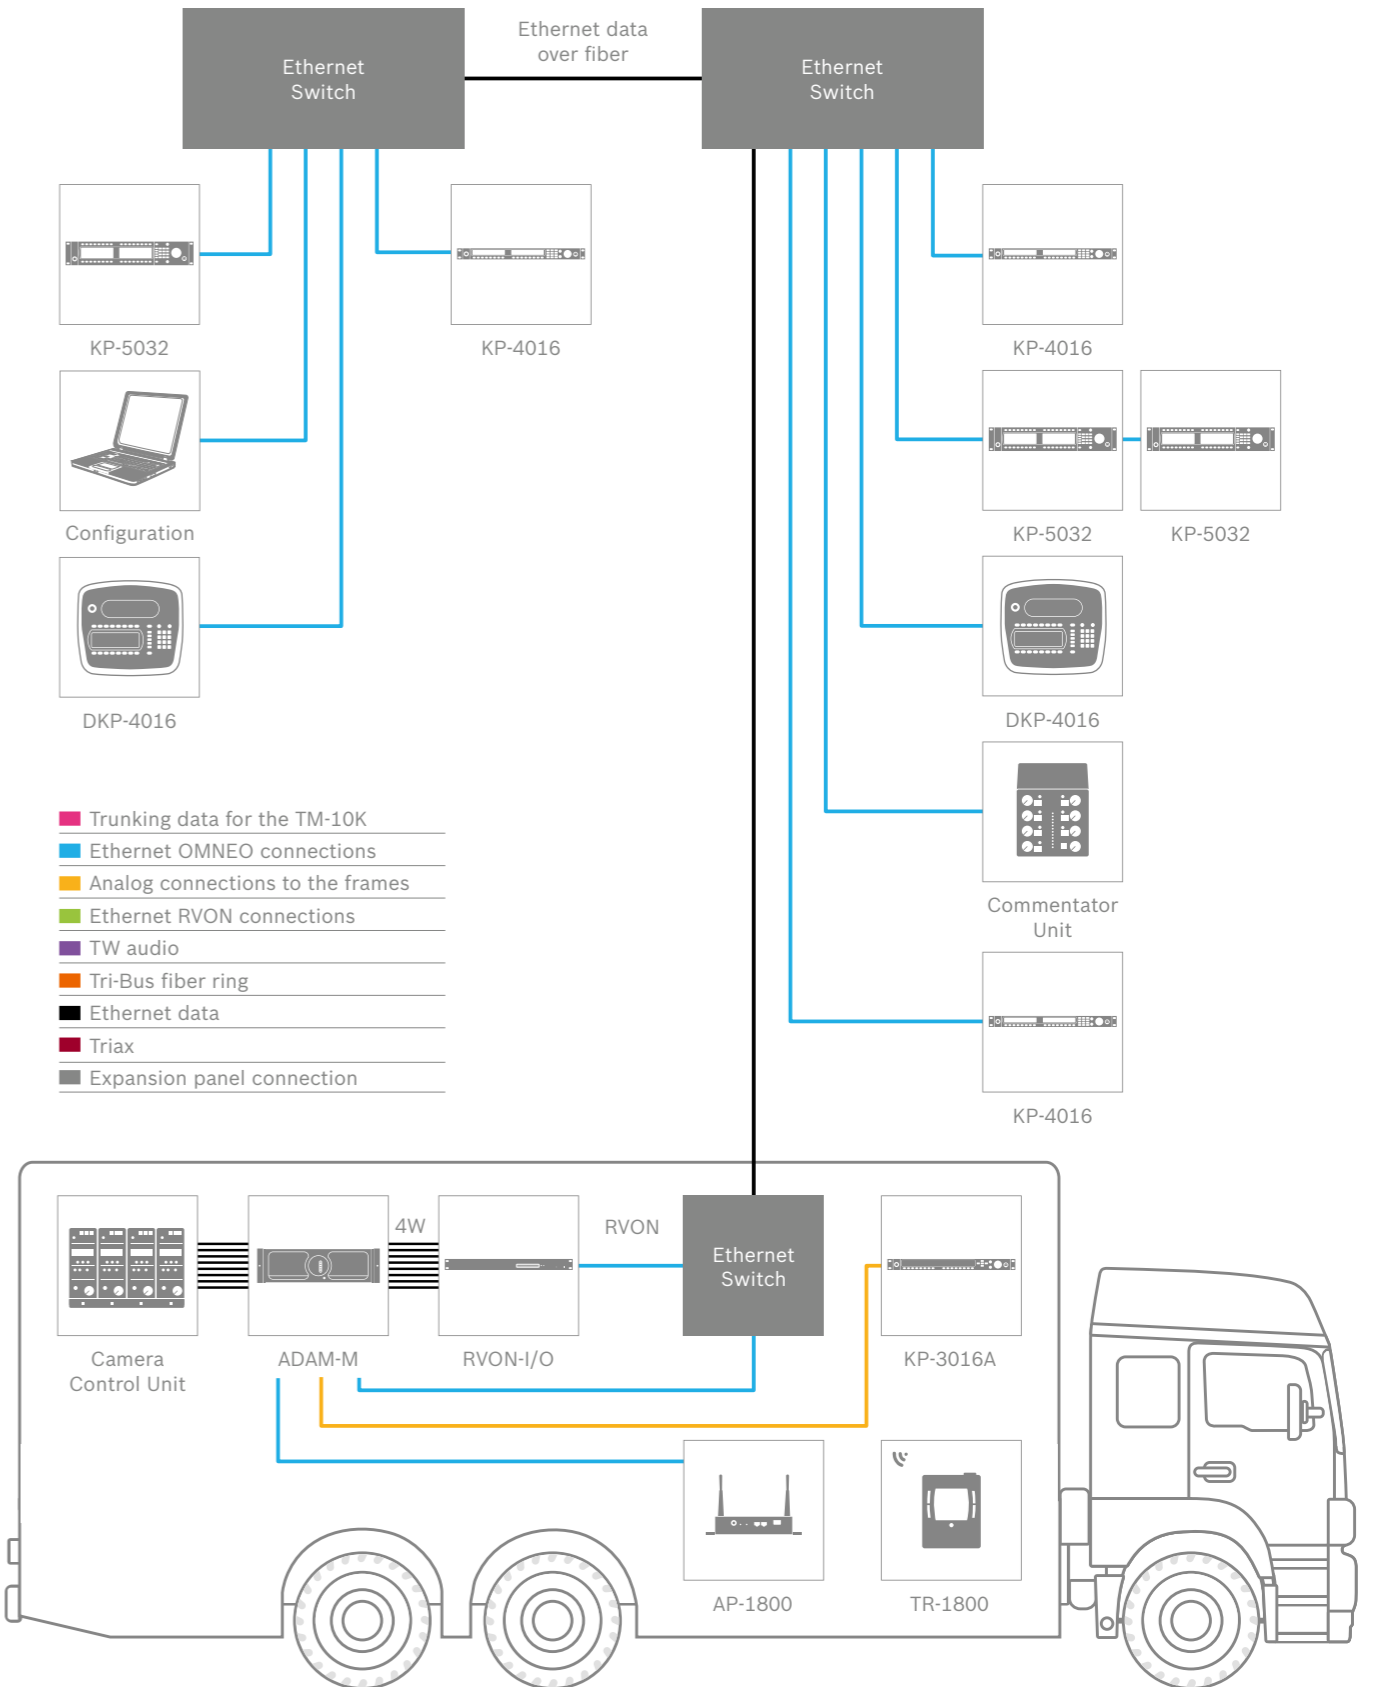 Ethernet
Switch
Ethernet data
over fiber
Ethernet
Switch
KP-5032
KP-4016
KP-4016
Configuration
KP-5032
KP-5032
DKP-4016
DKP-4016
Trunking data for the TM-10K
Ethernet OMNEO connections
Analog connections to the frames
Ethernet RVON connections
TW audio
Tri-Bus fiber ring
Ethernet data
Triax
Expansion panel connection
Commentator
Unit
KP-4016
4W
RVON
Ethernet
Switch
Camera
Control Unit
ADAM-M
RVON-I/O
KP-3016A
AP-1800
TR-1800